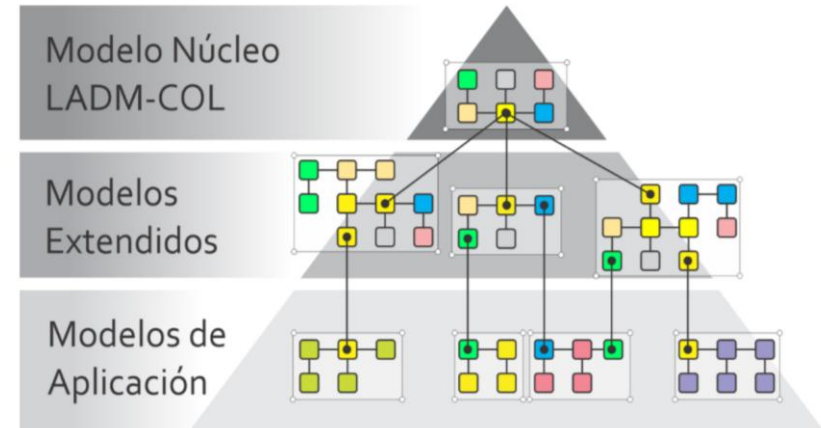 Modelo Núcleo
LADM-COL
Modelos
Extendidos
Modelos de
Aplicación